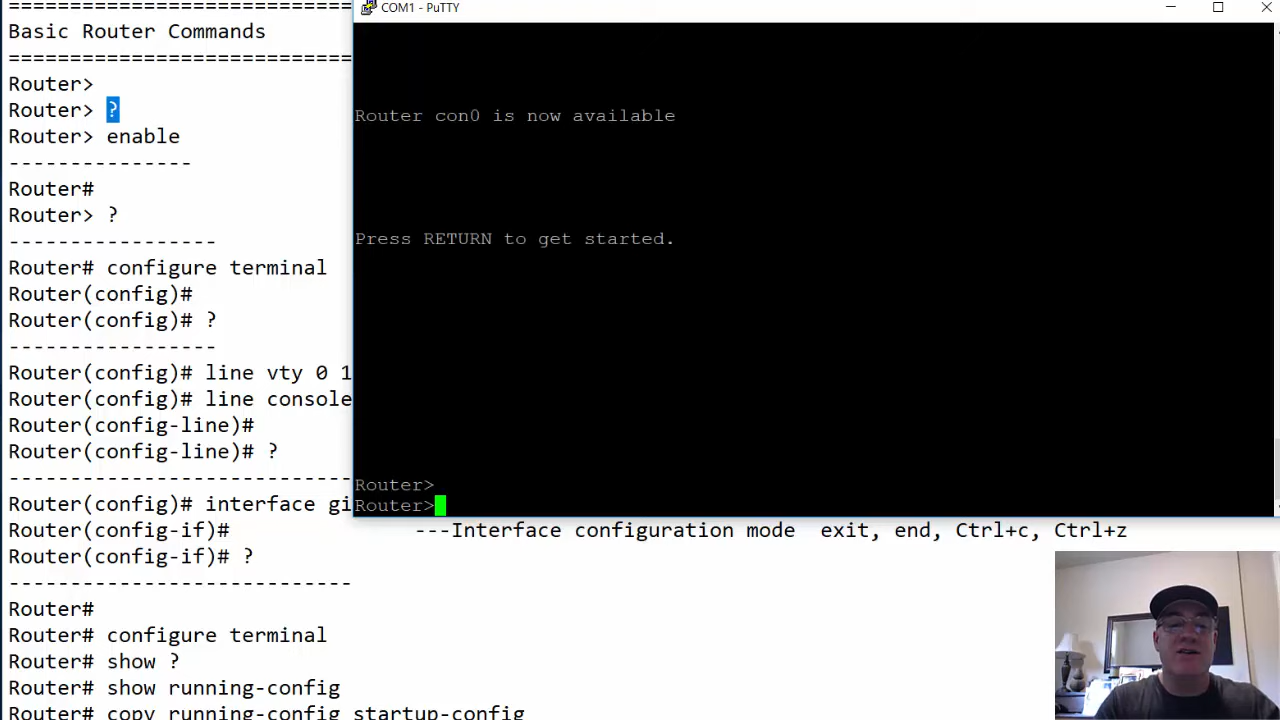 ===========================
Basic Router Commands
===========================
Router>
Router> ?
Router> enable
---------------
Router#
Router> ?
-----------------
Router# configure terminal
Router(config)#
Router(config)# ?
-----------------
Router(config)# line vty 0 1
Router(config)# line console
Router(config-line)#
Router(config-line)# ?
----------------------------
Router(config)# interface gi
Router(config-if)# ---Interface configuration mode exit, end, Ctrl+c, Ctrl+z
Router(config-if)# ?
----------------------------
Router#
Router# configure terminal
Router# show ?
Router# show running-config
Router# copy running-config startup-config
COM1 - PuTTY
Router con0 is now available
Press RETURN to get started.
Router>
Router>